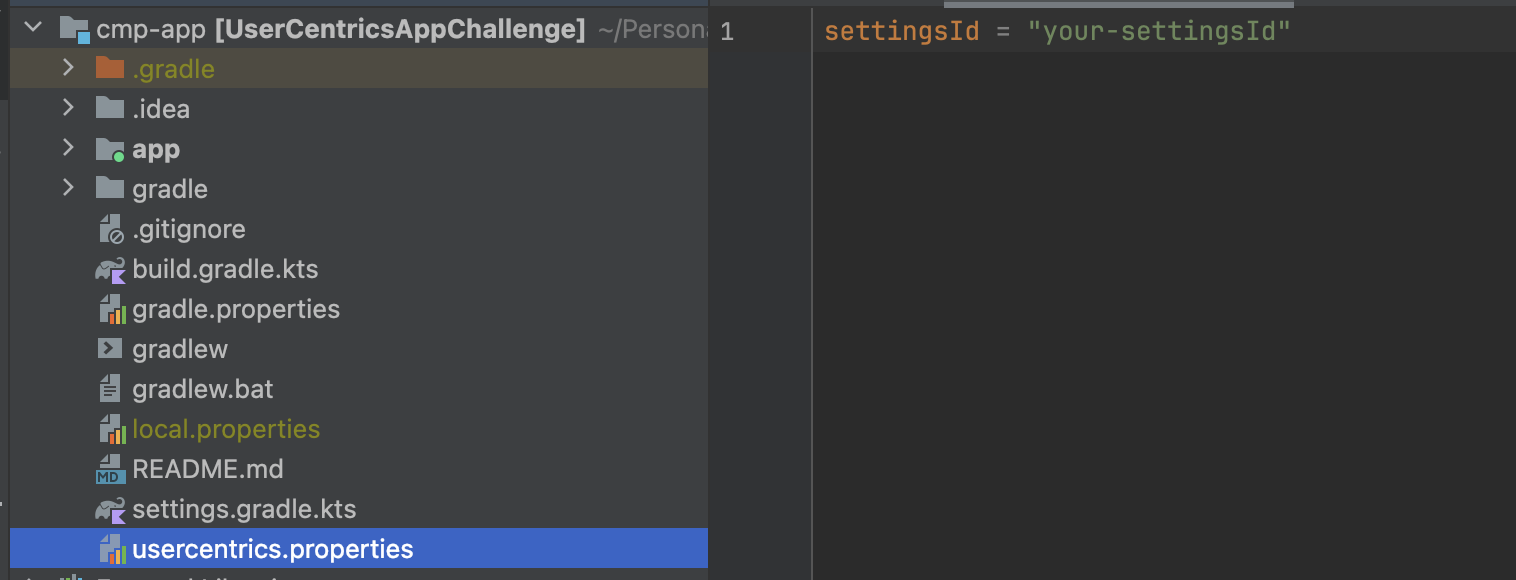 cmp-app [UserCentricsAppChallenge] ~/Persona
.gradle
.idea
app
gradle
.gitignore
build.gradle.kts
gradle.properties
gradlew
gradlew.bat
local.properties
MD README.md
settings.gradle.kts
usercentrics.properties
1 settingsId = "your-settingsId"